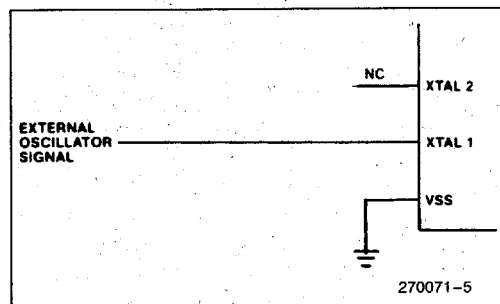 NC
XTAL 2
EXTERNAL
OSCILLATOR
SIGNAL
XTAL 1
VSS
270071-5